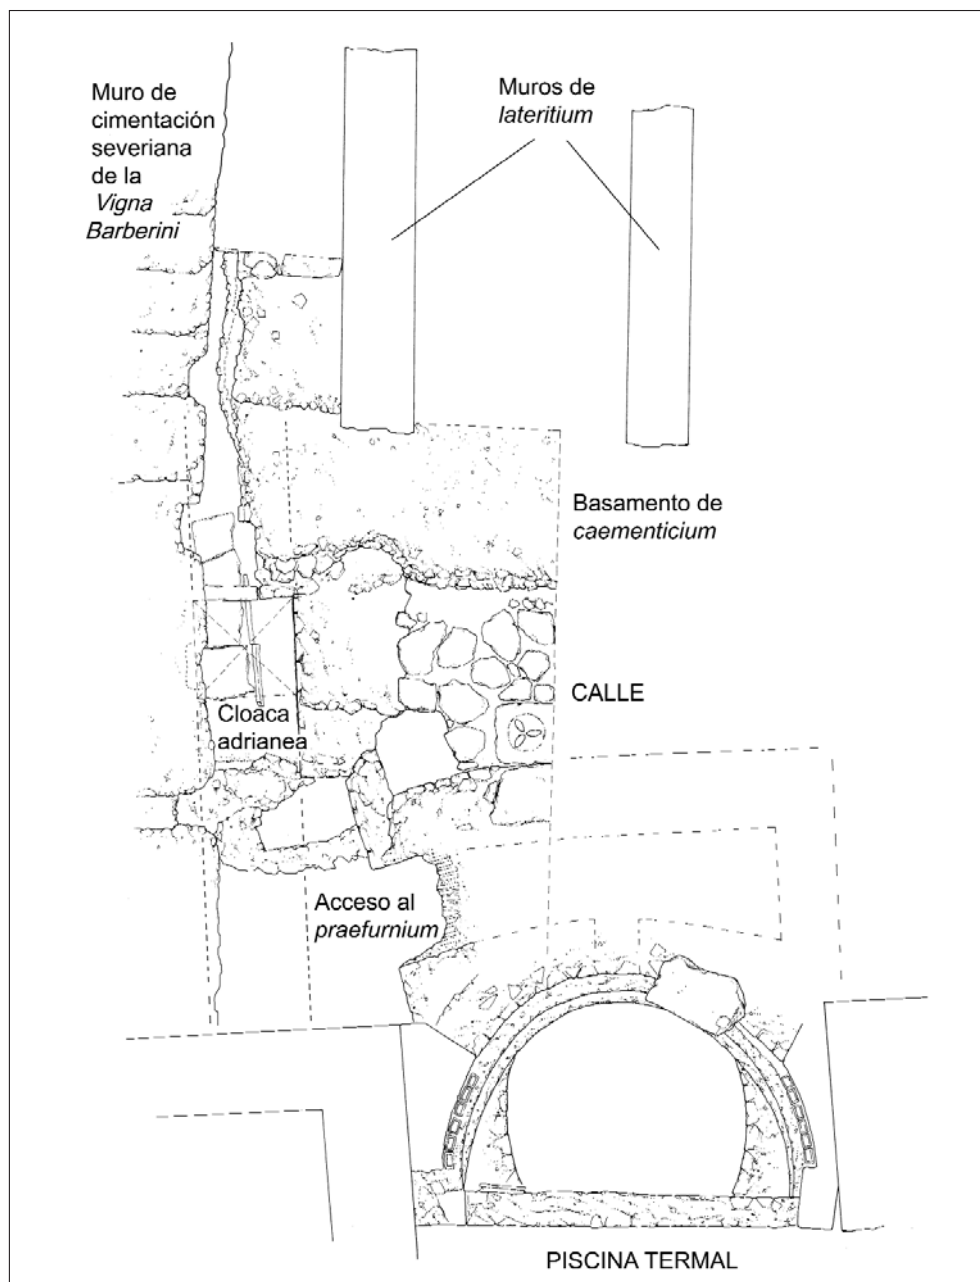 Muro de
cimentación
severiana
de la
Vigna
Barberini
Muros de
lateritium
Basamento de
caementicium
CALLE
Cloaca
adrianea
Acceso al
praefurnium
PISCINA TERMAL